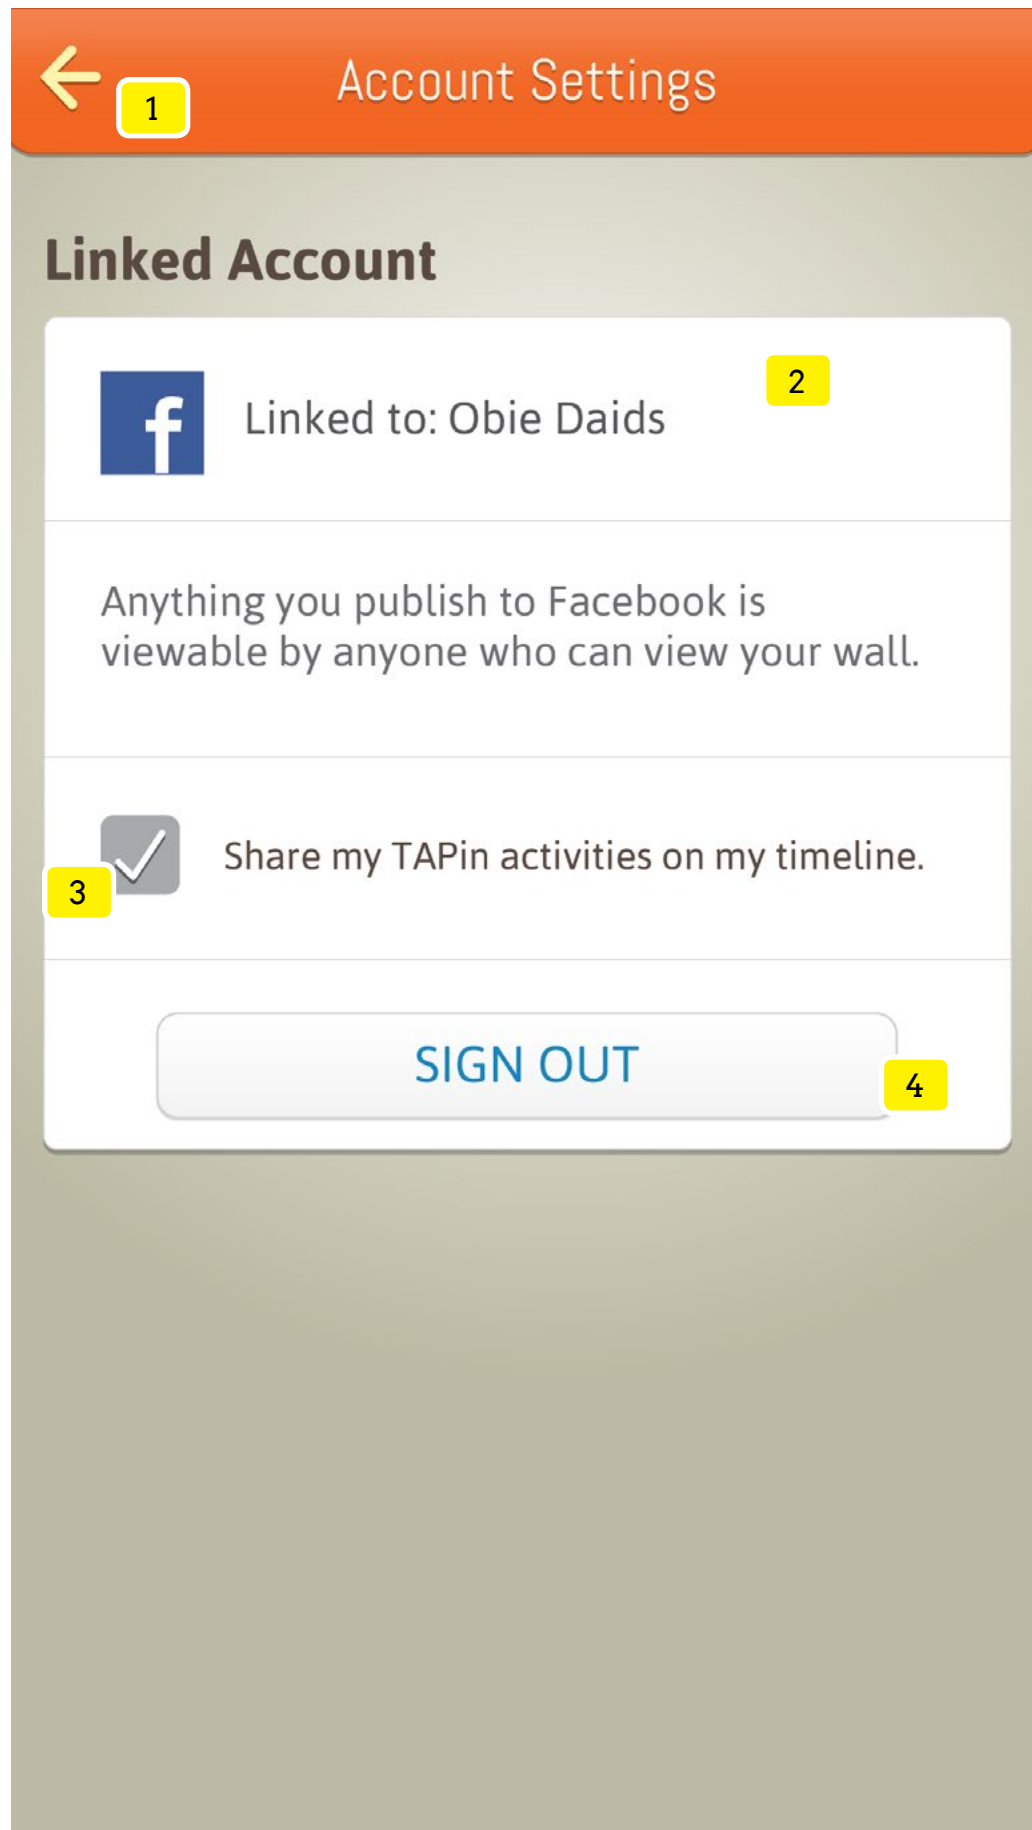 Account Settings
1
Linked Account
f
Linked to: Obie Daids
2
Anything you publish to Facebook is
viewable by anyone who can view your wall.
Share my TAPin activities on my timeline.
3
SIGN OUT
4